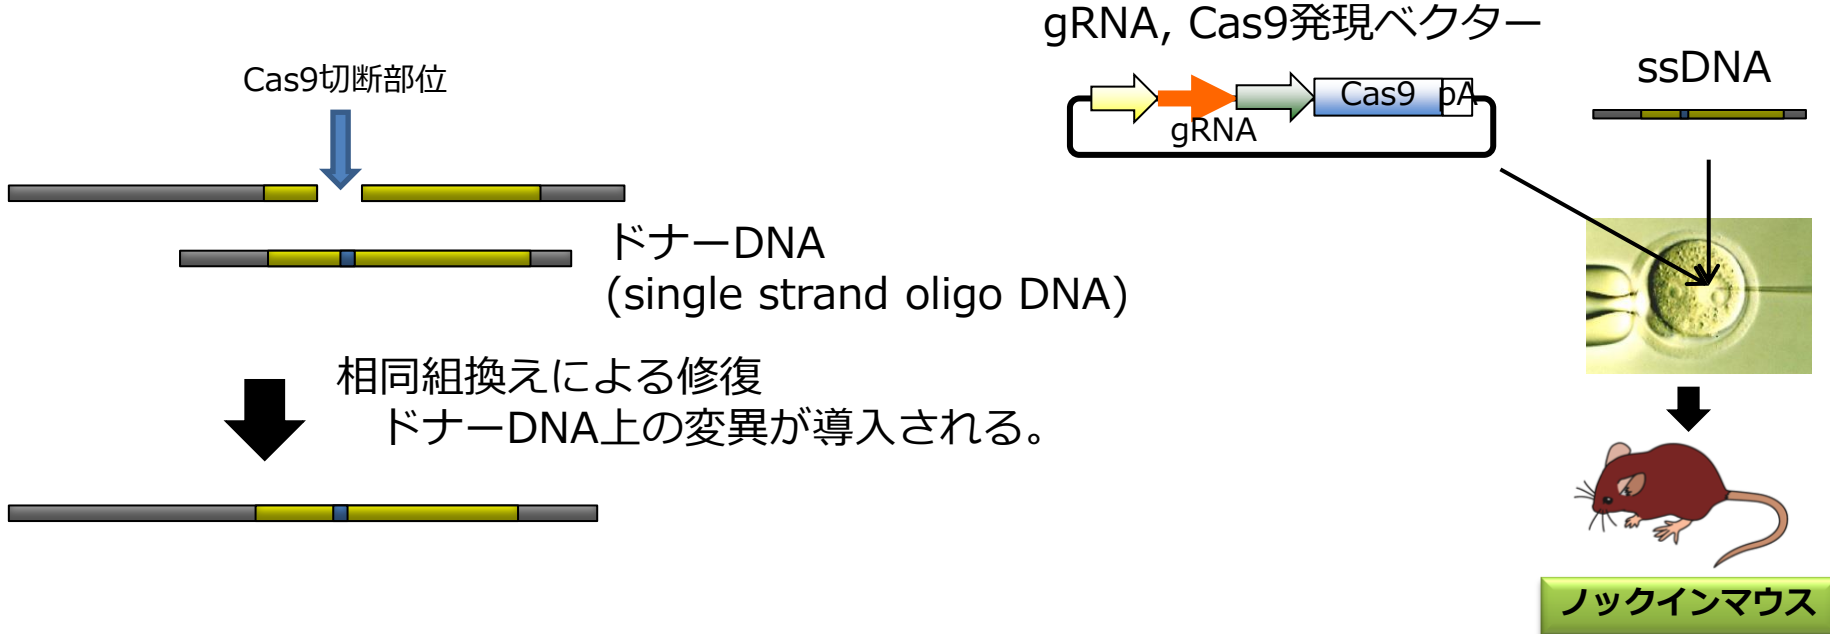 gRNA, Cas9発現ベクター
Cas9切断部位
ssDNA
Cas9 pA
gRNA
ドナーDNA
(single strand oligo DNA)
相同組換えによる修復
ドナーDNA上の変異が導入される。
ノックインマウス